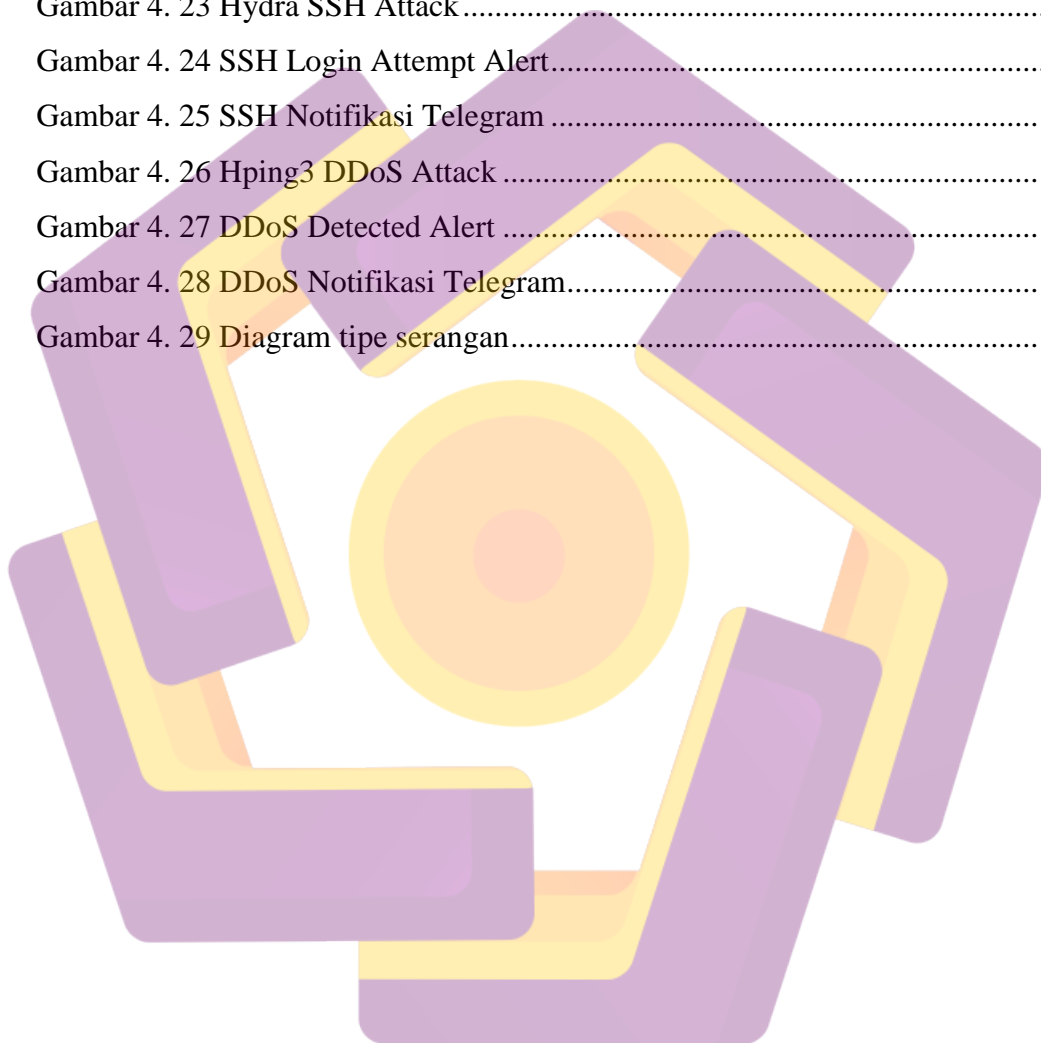 Gambar 4. 23 Hydra SSH Attack........................................................................
Gambar 4. 24 SSH Login Attempt Alert.............................................................
Gambar 4. 25 SSH Notifikasi Telegram .............................................................
Gambar 4. 26 Hping3 DDoS Attack ...................................................................
Gambar 4. 27 DDoS Detected Alert ...................................................................
Gambar 4. 28 DDoS Notifikasi Telegram...........................................................
Gambar 4. 29 Diagram tipe serangan..................................................................